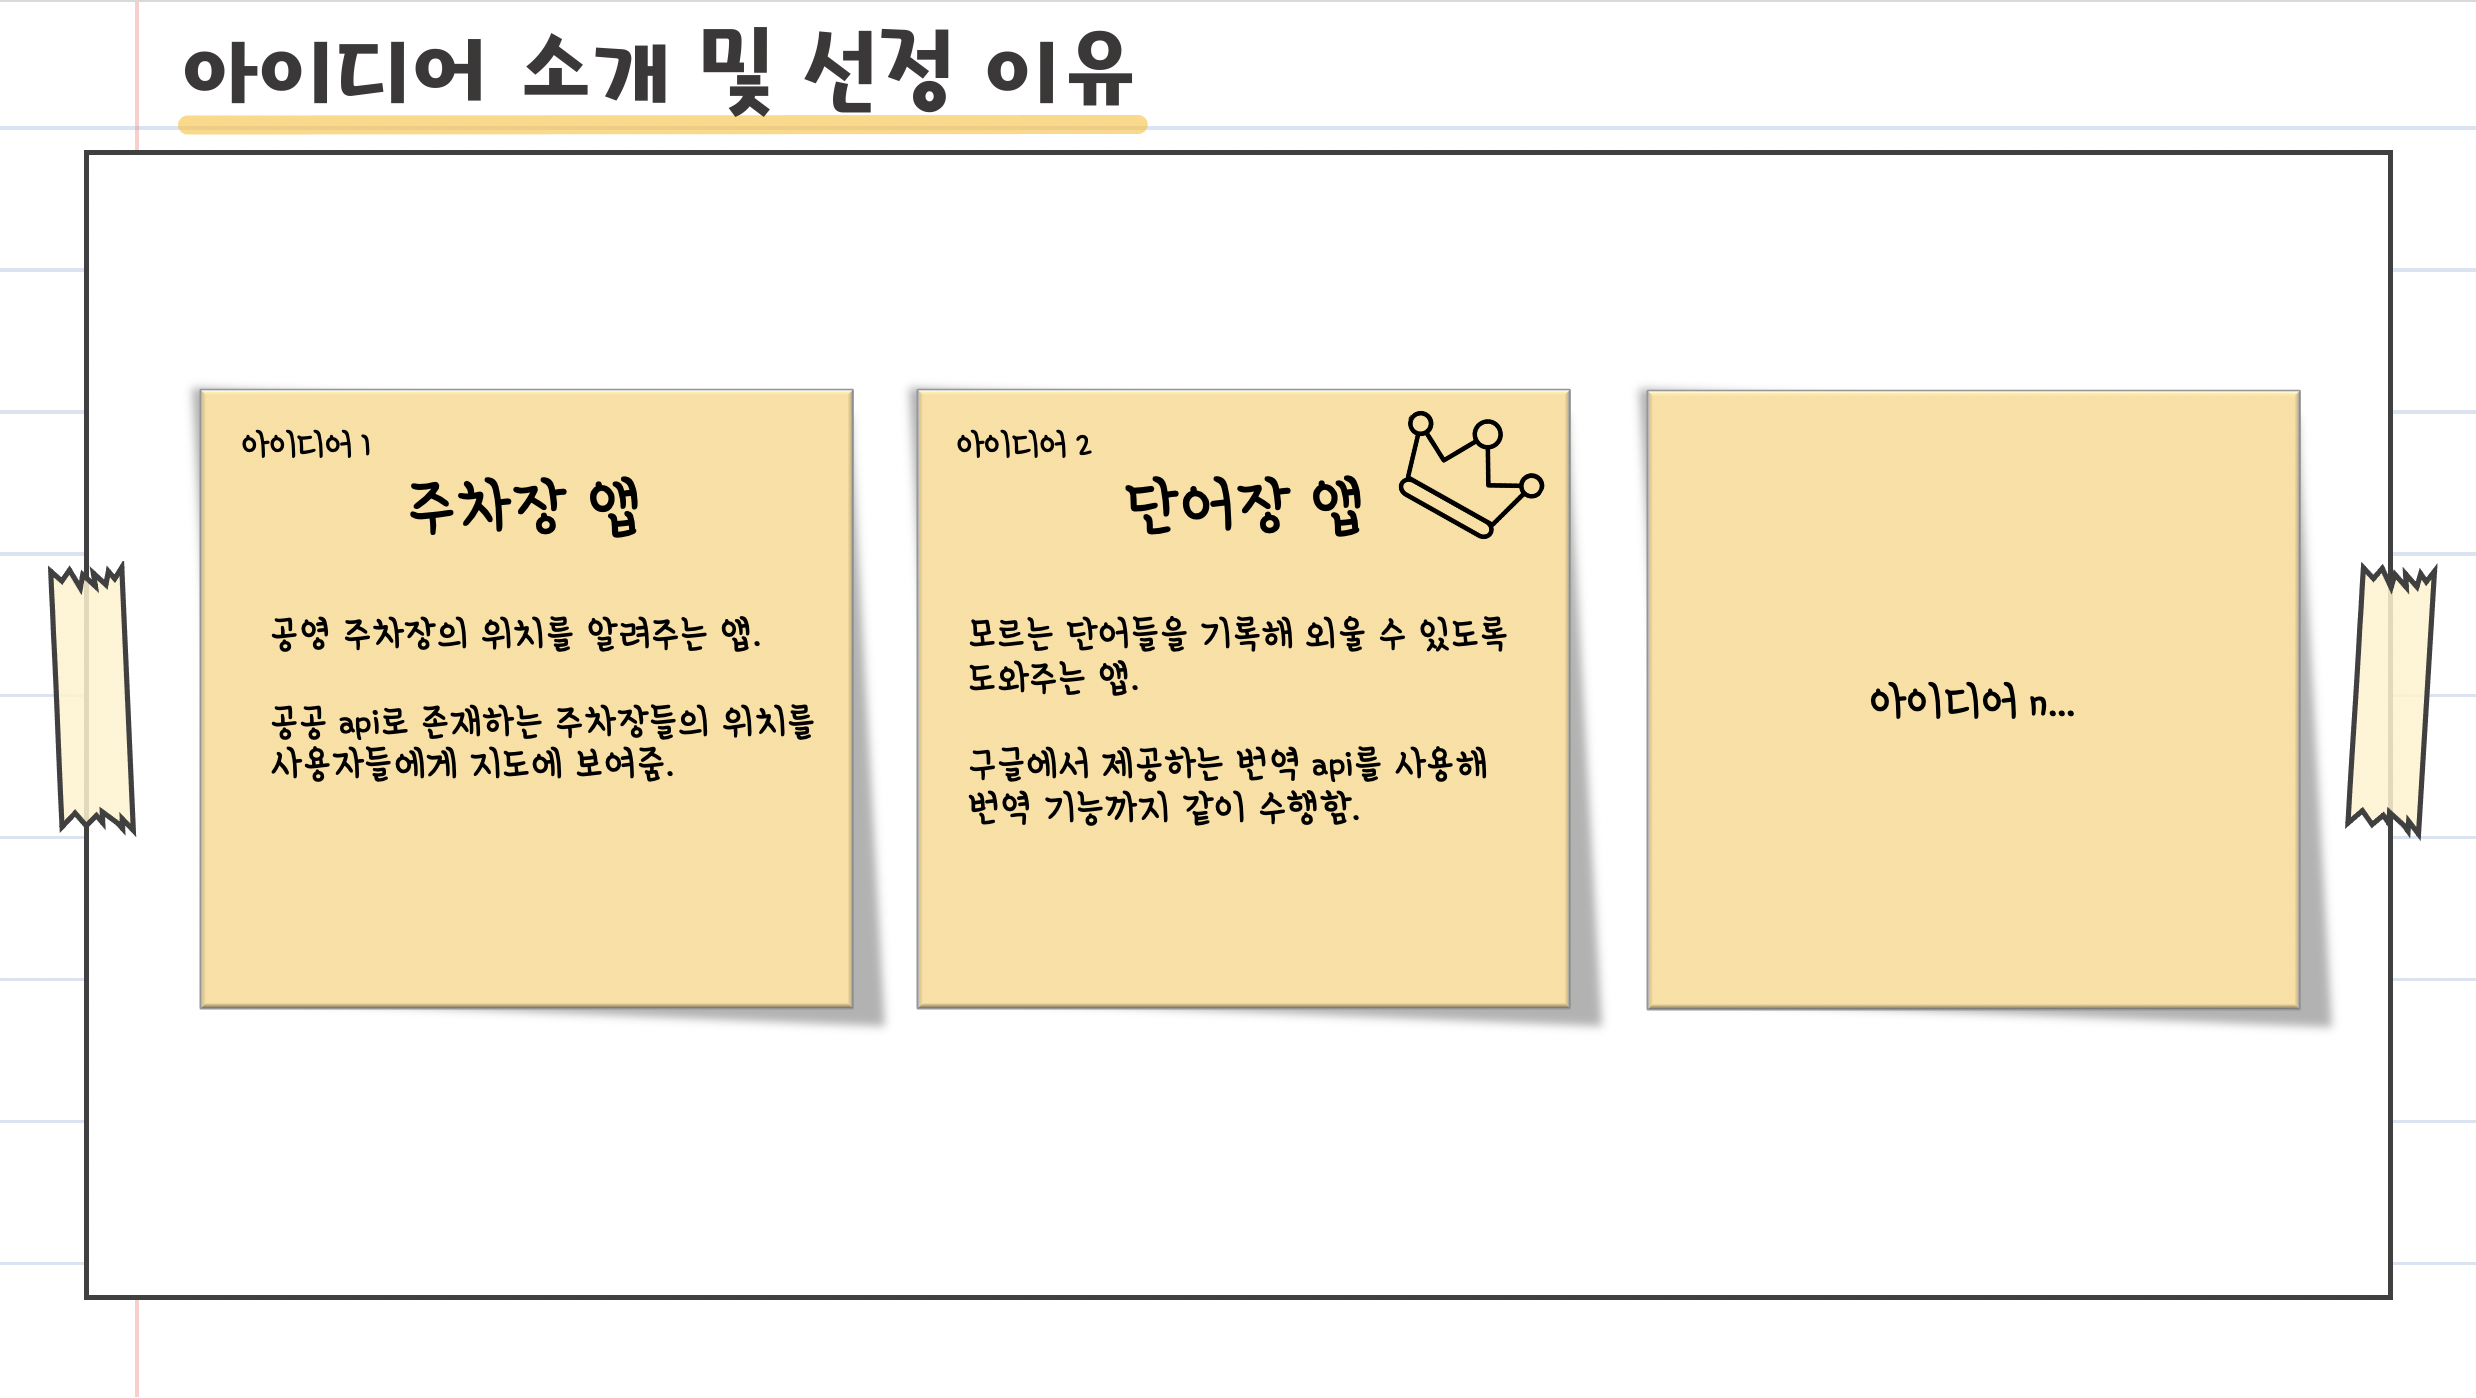 아이디어 소개 및 선정 이유
아이디어 1
주차장 앱
공영 주차장의 위치를 알려주는 앱.
공공 api로 존재하는 주차장들의 위치를
사용자들에게 지도에 보여줌.
아이디어 2
단어장 앱
모르는 단어들을 기록해 외울 수 있도록
도와주는 앱.
구글에서 제공하는 번역 api를 사용해
번역 기능까지 같이 수행함.
아이디어 n...